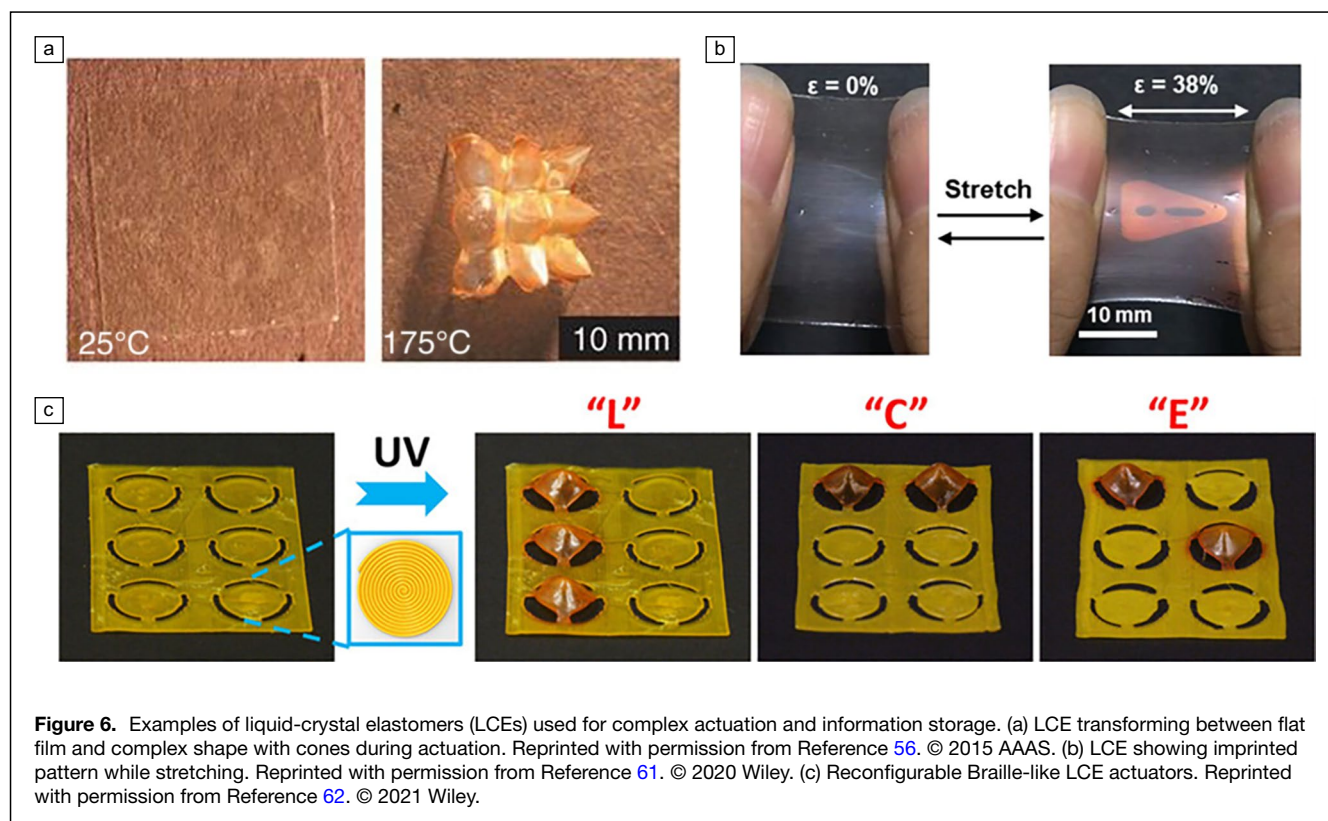 a
b
25°C
175°C
10 mm
ε = 0%
Stretch
ε = 38%
10 mm
c
UV
“L”
“C”
“E”
Figure 6. Examples of liquid-crystal elastomers (LCEs) used for complex actuation and information storage. (a) LCE transforming between flat
film and complex shape with cones during actuation. Reprinted with permission from Reference 56. © 2015 AAAS. (b) LCE showing imprinted
pattern while stretching. Reprinted with permission from Reference 61. © 2020 Wiley. (c) Reconfigurable Braille-like LCE actuators. Reprinted
with permission from Reference 62. © 2021 Wiley.